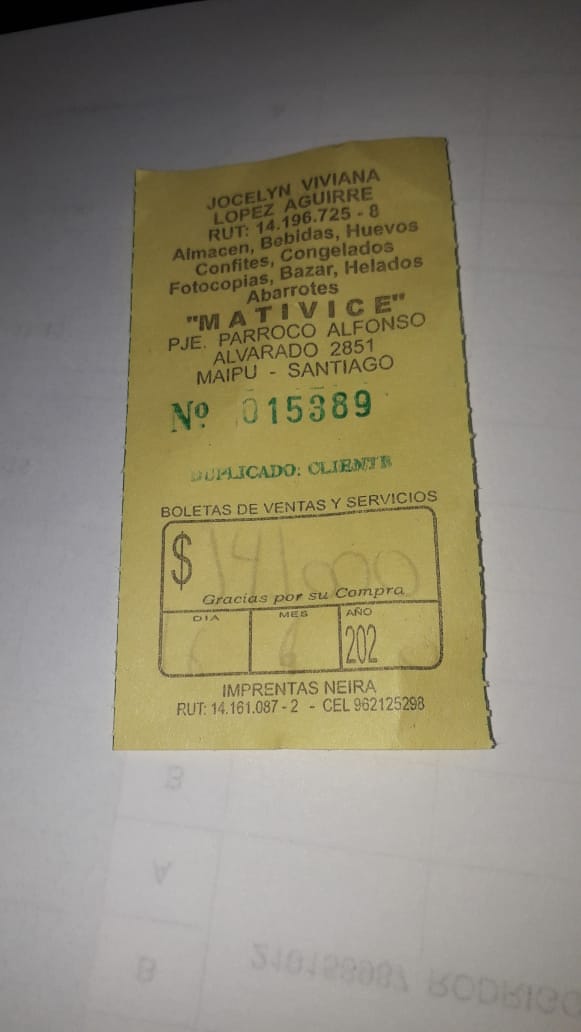 JOCELYN VIVIANA
LOPEZ AGUIRRE
RUT: 14.196.725 - 8
Almacen, Bebidas, Huevos
Confites, Congelados
Fotocopias, Bazar, Helados
Abarrotes
"MATIVICE"
PJE. PARROCO ALFONSO
ALVARADO 2851
MAIPU - SANTIAGO
Nº 015389
DUPLICADO: CLIENTE
BOLETAS DE VENTAS Y SERVICIOS
$ 14,000
Gracias por su Compra
DIA MES AÑO
202
IMPRENTAS NEIRA
RUT: 14.161.087 - 2 - CEL 962125298
B
A
B
RODRIGO